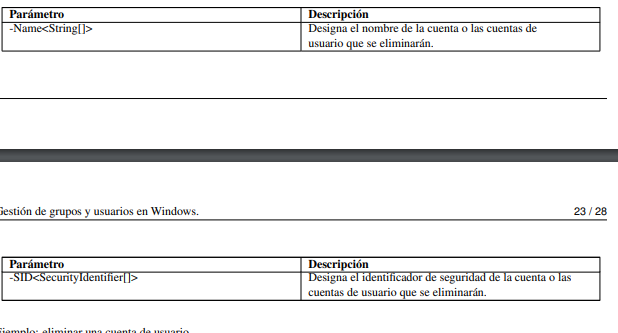 Parámetro Descripción
-Name<String[]> Designa el nombre de la cuenta o las cuentas de
usuario que se eliminarán.
Gestión de grupos y usuarios en Windows. 23 / 28
Parámetro Descripción
-SID<SecurityIdentifier[]> Designa el identificador de seguridad de la cuenta o las
cuentas de usuario que se eliminarán.
Ejemplo: eliminar una cuenta de usuario